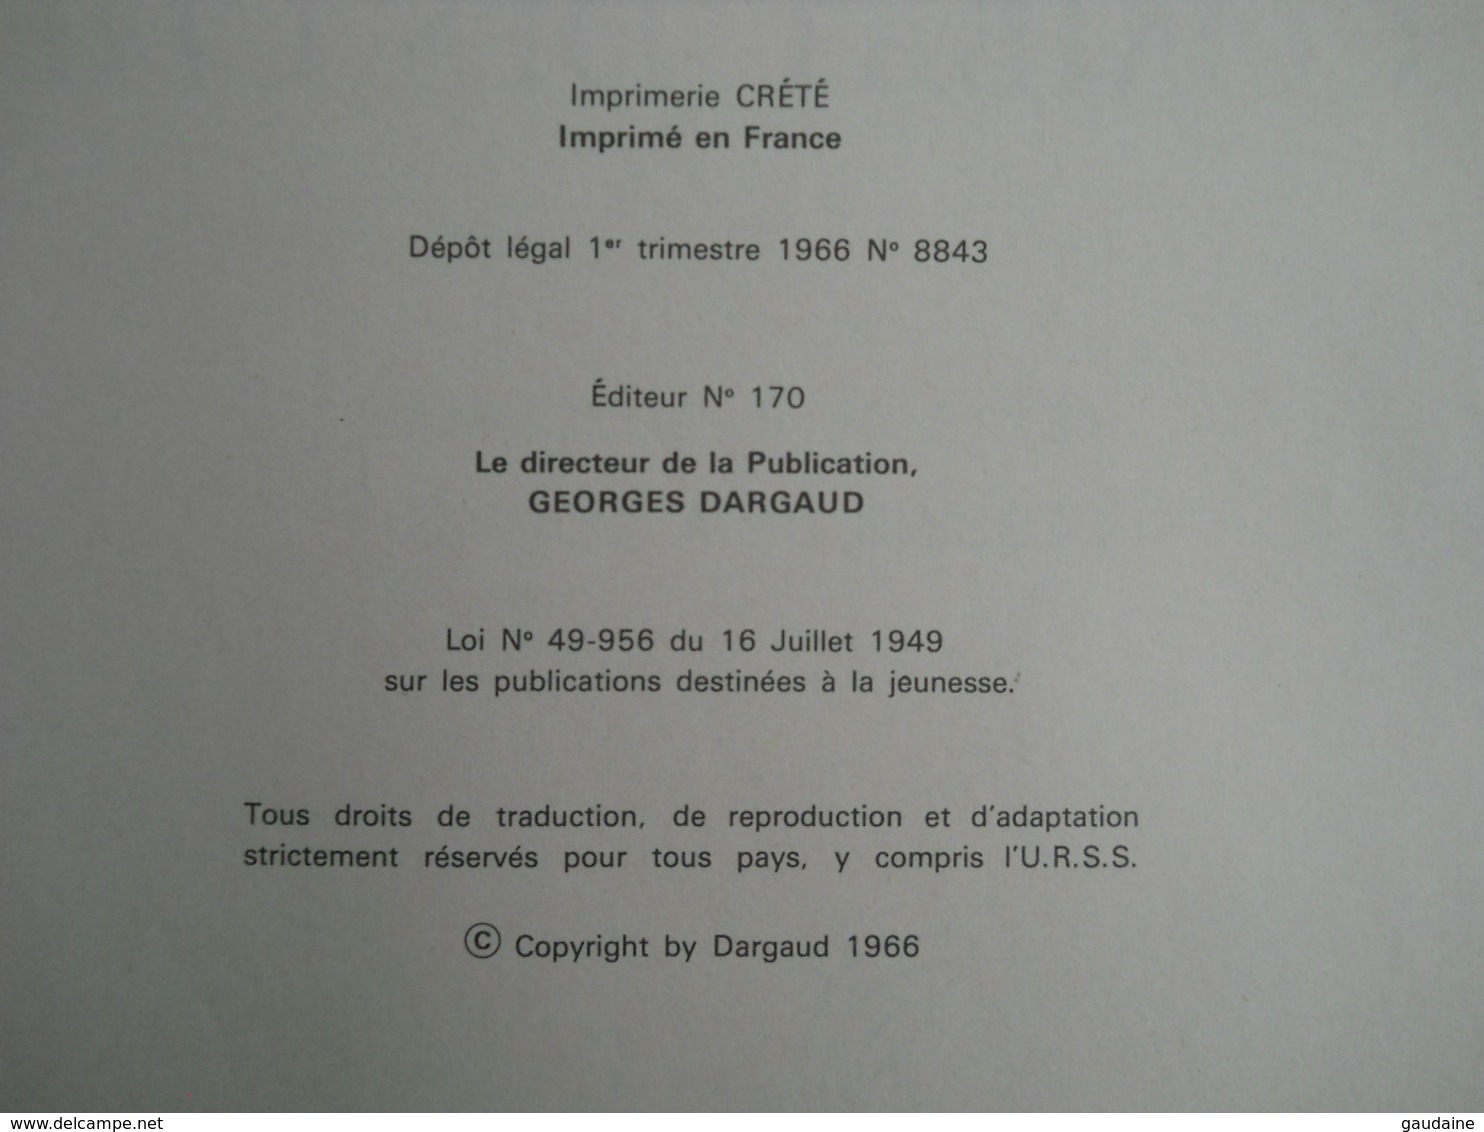 Imprimerie CRÉTÉ
Imprimé en France
Dépôt légal 1er trimestre 1966 N° 8843
Éditeur N° 170
Le directeur de la Publication,
GEORGES DARGAUD
Loi N° 49-956 du 16 Juillet 1949
sur les publications destinées à la jeunesse.
Tous droits de traduction, de reproduction et d'adaptation
strictement réservés pour tous pays, y compris l'U.R.S.S.
© Copyright by Dargaud 1966
www.delcampe.net
gaudaine